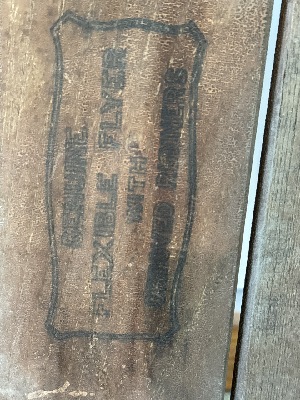 GENUINE
FLEXIBLE FLYER
WITH
GROOVED RUNNERS